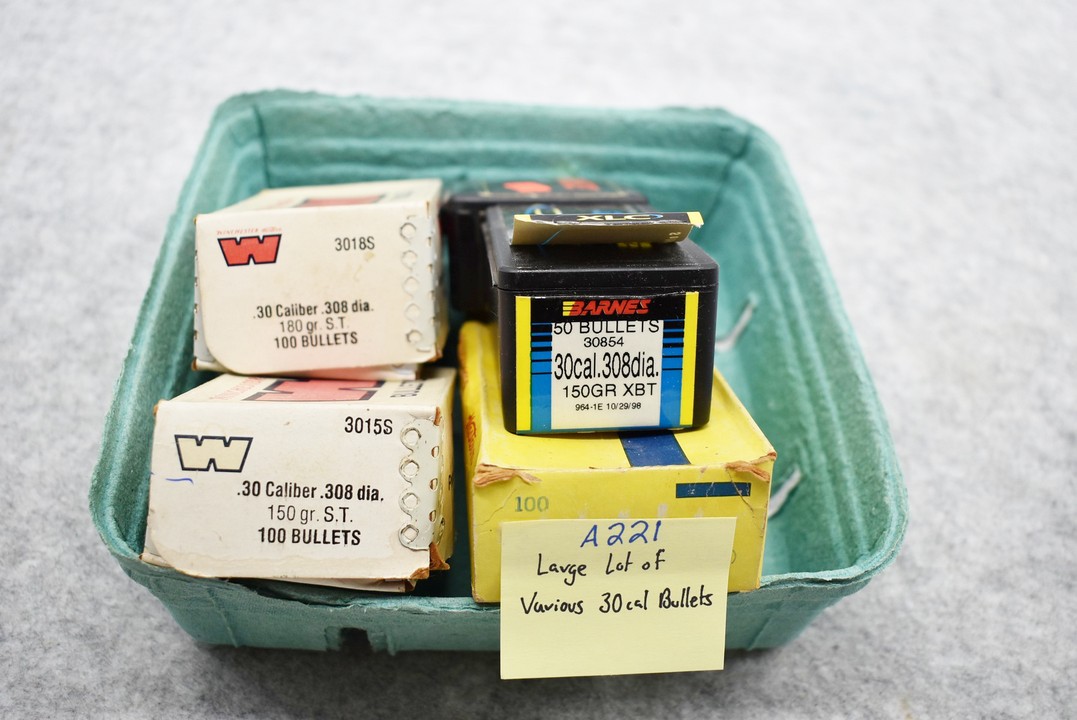 3018S
.30 Caliber .308 dia.
180 gr. S.T.
100 BULLETS
3015S
.30 Caliber .308 dia.
150 gr. S.T.
100 BULLETS
XLC
BARNES
50 BULLETS
30854
30cal.308dia.
150GR XBT
964-1E 10/29/98
100
A221
Large Lot of
Various 30cal Bullets